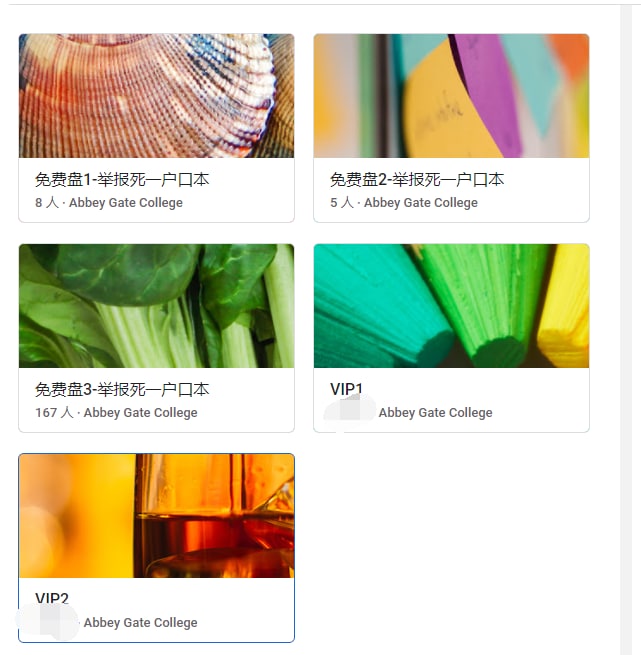 免费盘1-举报死一户口本
8 人 · Abbey Gate College
免费盘2-举报死一户口本
5 人 · Abbey Gate College
免费盘3-举报死一户口本
167 人 · Abbey Gate College
VIP1
Abbey Gate College
VIP2
· Abbey Gate College